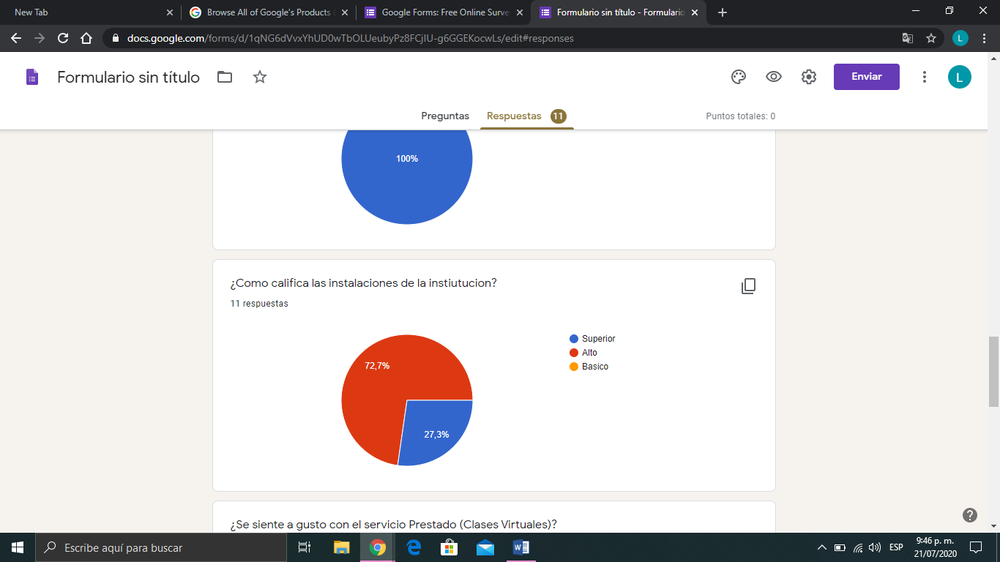 New Tab
Browse All of Google's Products
Google Forms: Free Online Surve
Formulario sin título - Formulario
docs.google.com/forms/d/1qNG6dVvxYhUD0wTbOLUeubyPz8FCjIU-g6GGEKocwLs/edit#responses
L
Formulario sin título
Enviar
L
Preguntas
Respuestas 11
Puntos totales: 0
100%
¿Como califica las instalaciones de la instiutucion?
11 respuestas
72,7%
27,3%
Superior
Alto
Basico
¿Se siente a gusto con el servicio Prestado (Clases Virtuales)?
Escribe aquí para buscar
ESP
9:46 p. m.
21/07/2020